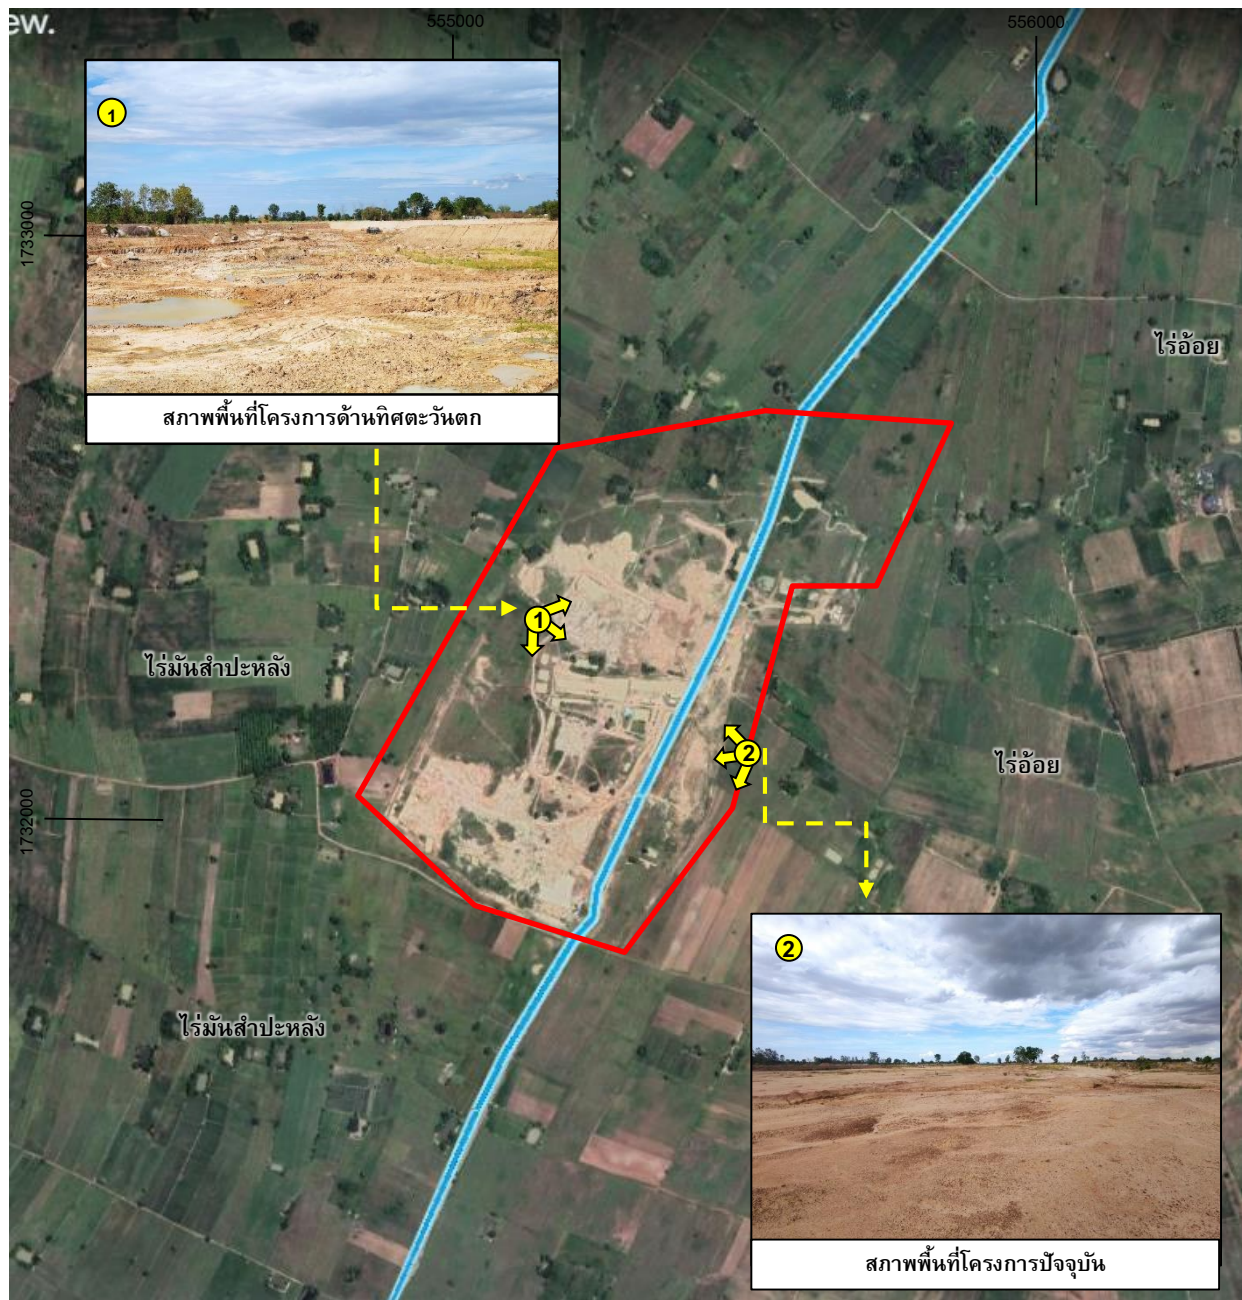 ew.
555000
556000
1
1733000
ไร่อ้อย
สภาพพื้นที่โครงการด้านทิศตะวันตก
1
ไร่มันสำปะหลัง
2
ไร่อ้อย
1732000
2
ไร่มันสำปะหลัง
สภาพพื้นที่โครงการปัจจุบัน